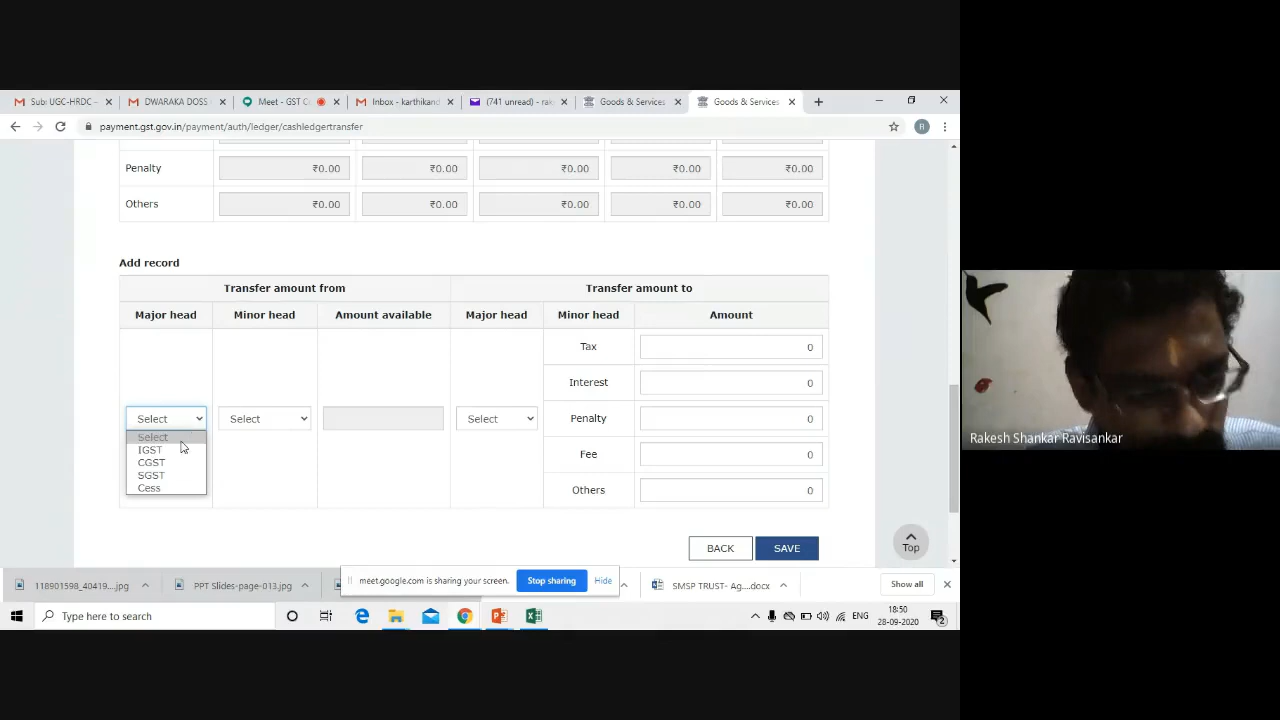 Sub: UGC-HRDC –
DWARAKA DOSS
Meet - GST C
Inbox - karthikand
(741 unread) - rak
Goods & Services
Goods & Services
payment.gst.gov.in/payment/auth/ledger/cashledgertransfer
Penalty ₹0.00 ₹0.00 ₹0.00 ₹0.00 ₹0.00
Others ₹0.00 ₹0.00 ₹0.00 ₹0.00 ₹0.00
Add record
Transfer amount from Transfer amount to
Major head Minor head Amount available Major head Minor head Amount
Tax 0
Interest 0
Select Select Select Penalty 0
Select
IGST
CGST
SGST
Cess
Fee 0
Others 0
BACK SAVE
Top
118901598_40419....jpg
PPT Slides-page-013.jpg
meet.google.com is sharing your screen. Stop sharing Hide
SMSP TRUST- Ag....docx
Show all
Type here to search
ENG
18:50
28-09-2020
2
B
Rakesh Shankar Ravisankar